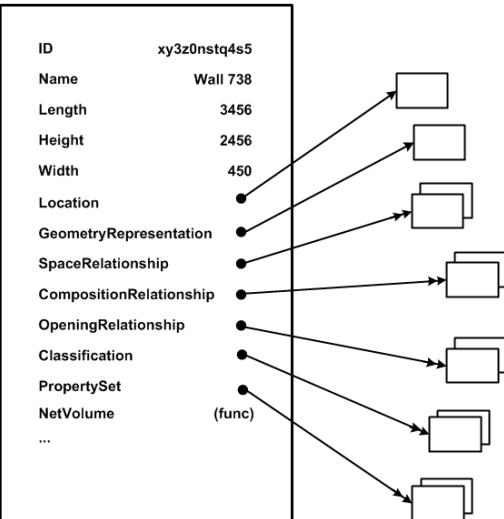 ID xy3z0nstq4s5
Name Wall 738
Length 3456
Height 2456
Width 450
Location
GeometryRepresentation
SpaceRelationship
CompositionRelationship
OpeningRelationship
Classification
PropertySet
NetVolume (func)
...